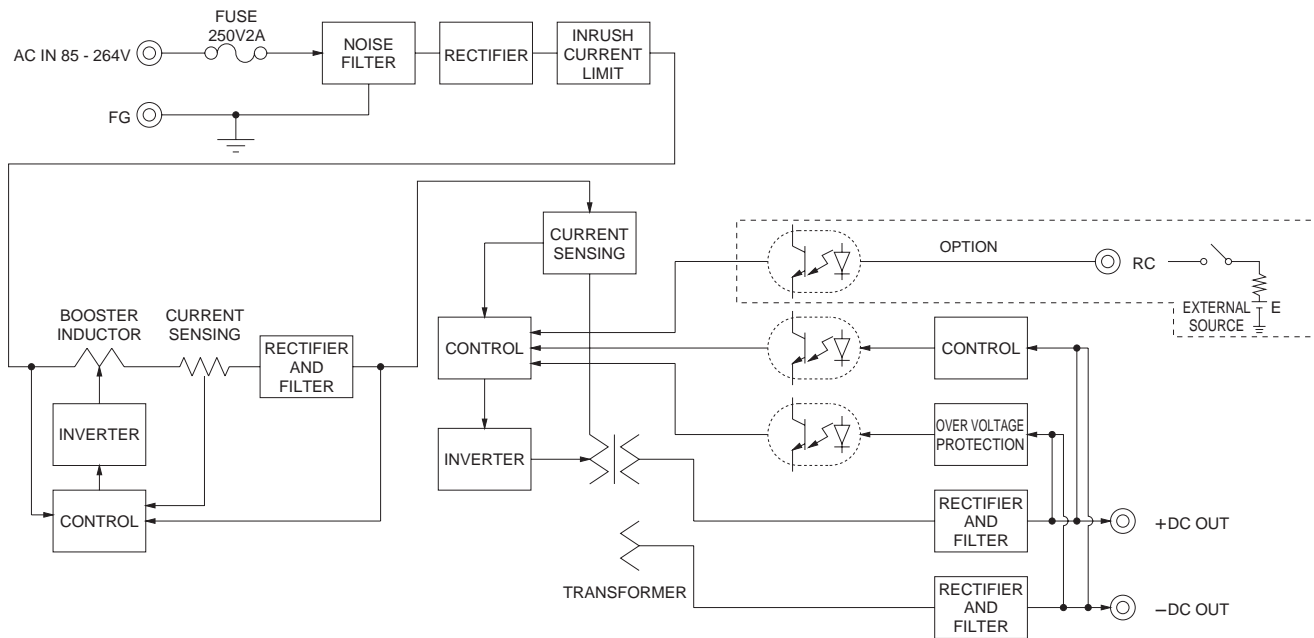 FUSE
250V2A
AC IN 85 - 264V
NOISE
FILTER
RECTIFIER
INRUSH
CURRENT
LIMIT
FG
CURRENT
SENSING
OPTION
RC
EXTERNAL
SOURCE
E
BOOSTER
INDUCTOR
CURRENT
SENSING
RECTIFIER
AND
FILTER
CONTROL
CONTROL
INVERTER
INVERTER
OVER VOLTAGE
PROTECTION
CONTROL
RECTIFIER
AND
FILTER
+DC OUT
TRANSFORMER
RECTIFIER
AND
FILTER
−DC OUT